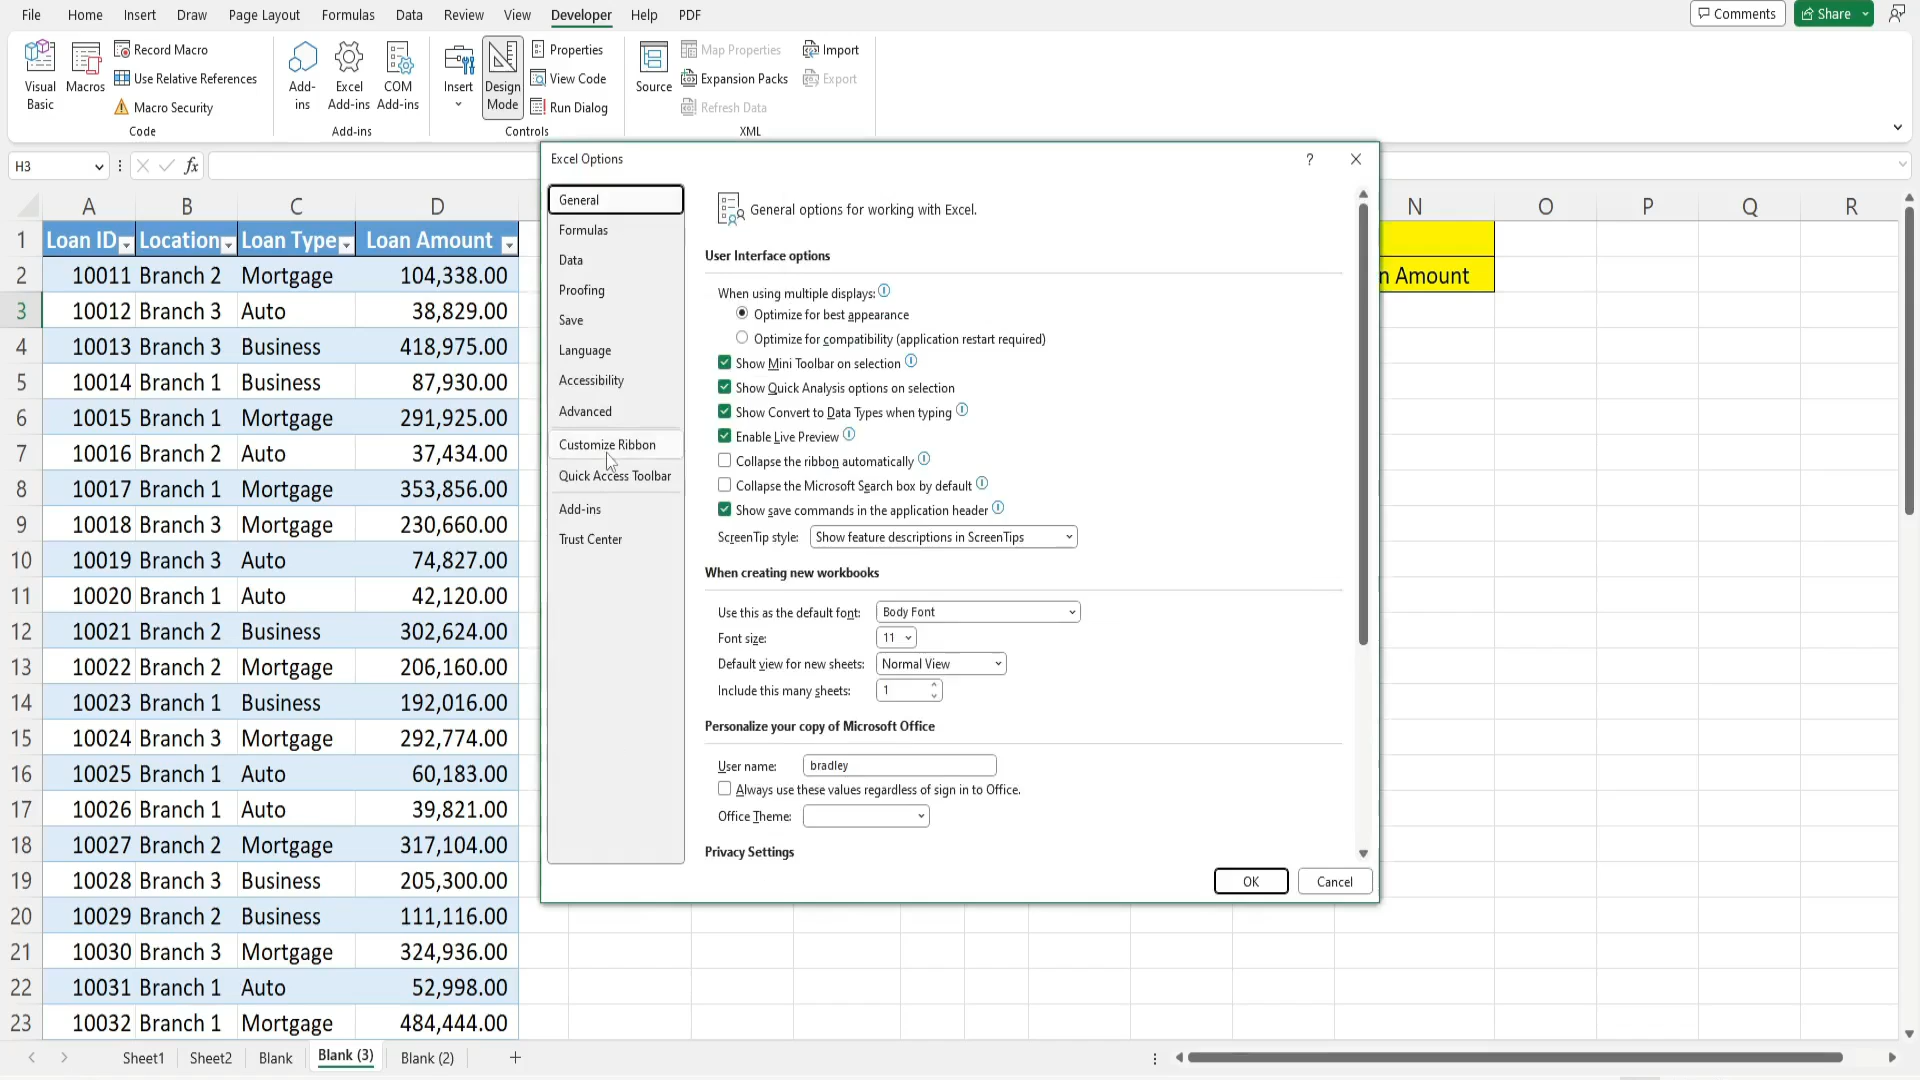 File Home Insert Draw Page Layout Formulas Data Review View Developer Help PDF Comments Share
Visual Basic
Macros
Record Macro
Use Relative References
Macro Security
Code
Add-ins
Excel Add-ins
COM Add-ins
Add-ins
Insert
Design Mode
Properties
View Code
Run Dialog
Controls
Source
Map Properties
Expansion Packs
Refresh Data
Import
Export
XML
H3 fx
Excel Options ?
General
Formulas
Data
Proofing
Save
Language
Accessibility
Advanced
Customize Ribbon
Quick Access Toolbar
Add-ins
Trust Center
General options for working with Excel.
User Interface options
When using multiple displays:
Optimize for best appearance
Optimize for compatibility (application restart required)
Show Mini Toolbar on selection
Show Quick Analysis options on selection
Show Convert to Data Types when typing
Enable Live Preview
Collapse the ribbon automatically
Collapse the Microsoft Search box by default
Show save commands in the application header
ScreenTip style: Show feature descriptions in ScreenTips
When creating new workbooks
Use this as the default font: Body Font
Font size: 11
Default view for new sheets: Normal View
Include this many sheets: 1
Personalize your copy of Microsoft Office
User name: bradley
Always use these values regardless of sign in to Office.
Office Theme:
Privacy Settings
OK Cancel
A B C D N O P Q R
1 Loan ID Location Loan Type Loan Amount
2 10011 Branch 2 Mortgage 104,338.00 n Amount
3 10012 Branch 3 Auto 38,829.00
4 10013 Branch 3 Business 418,975.00
5 10014 Branch 1 Business 87,930.00
6 10015 Branch 1 Mortgage 291,925.00
7 10016 Branch 2 Auto 37,434.00
8 10017 Branch 1 Mortgage 353,856.00
9 10018 Branch 3 Mortgage 230,660.00
10 10019 Branch 3 Auto 74,827.00
11 10020 Branch 1 Auto 42,120.00
12 10021 Branch 2 Business 302,624.00
13 10022 Branch 2 Mortgage 206,160.00
14 10023 Branch 1 Business 192,016.00
15 10024 Branch 3 Mortgage 292,774.00
16 10025 Branch 1 Auto 60,183.00
17 10026 Branch 1 Auto 39,821.00
18 10027 Branch 2 Mortgage 317,104.00
19 10028 Branch 3 Business 205,300.00
20 10029 Branch 2 Business 111,116.00
21 10030 Branch 3 Mortgage 324,936.00
22 10031 Branch 1 Auto 52,998.00
23 10032 Branch 1 Mortgage 484,444.00
Sheet1 Sheet2 Blank Blank (3) Blank (2)